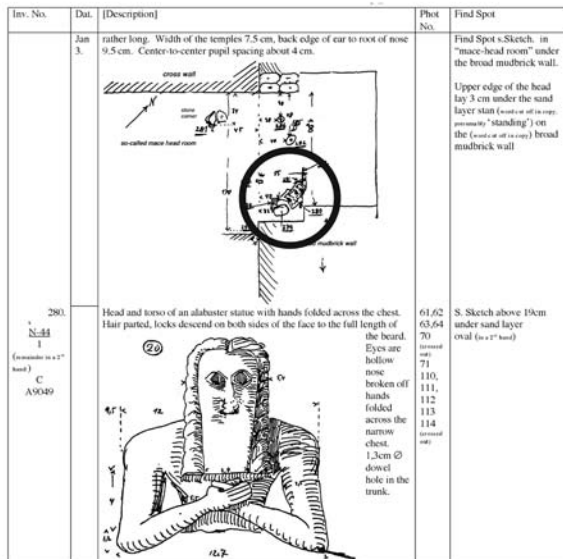 Inv. No.
Dat.
[Description]
Phot
No.
Find Spot
Jan
3.
rather long. Width of the temples 7.5 cm, back edge of ear to root of nose
9.5 cm. Center-to-center pupil spacing about 4 cm.
cross wall
stone
corner
N
so-called mace head room
mudbrick wall
Find Spot s.Sketch. in
"mace-head room" under
the broad mudbrick wall.
Upper edge of the head
lay 3 cm under the sand
layer stan (word cut off in copy,
presumably 'standing') on
the (word cut off in copy) broad
mudbrick wall
280.
N-44
1
(remainder in a 2nd
hand:)
C
A9049
Head and torso of an alabaster statue with hands folded across the chest.
Hair parted, locks descend on both sides of the face to the full length of
the beard.
Eyes are
hollow
nose
broken off
hands
folded
across the
narrow
chest.
1,3cm Ø
dowel
hole in the
trunk.
12
61,62
63,64
70
(crossed
out)
71
110,
111,
112
113
114
(crossed
out)
S. Sketch above 19cm
under sand layer
oval (in a 2nd hand)